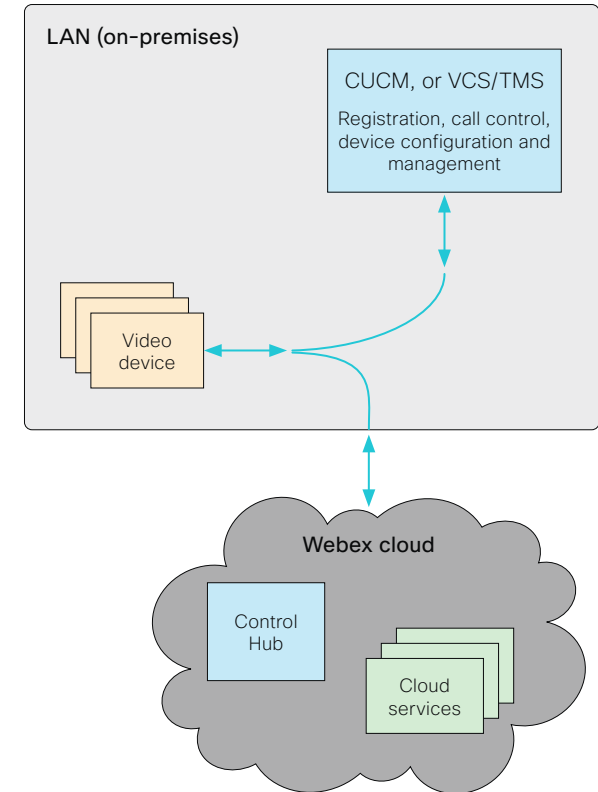 LAN (on-premises)
CUCM, or VCS/TMS
Registration, call control,
device configuration and
management
Video
device
Webex cloud
Control
Hub
Cloud
services